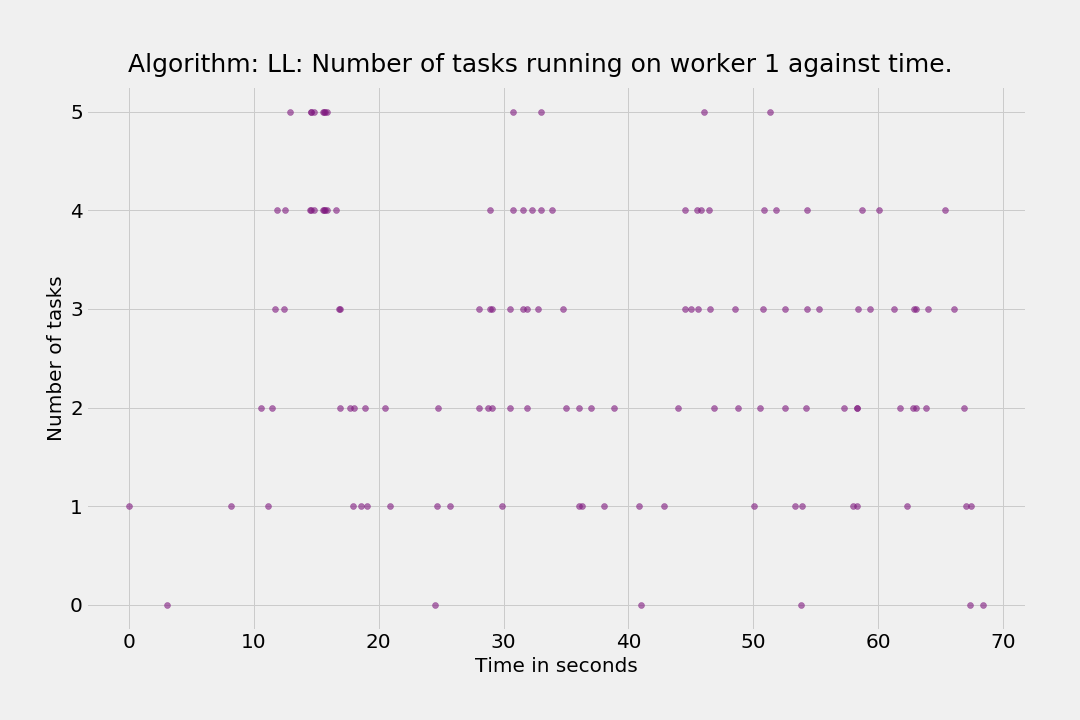 Algorithm: LL: Number of tasks running on worker 1 against time.
5
4
3
2
1
0
Number of tasks
0 10 20 30 40 50 60 70
Time in seconds